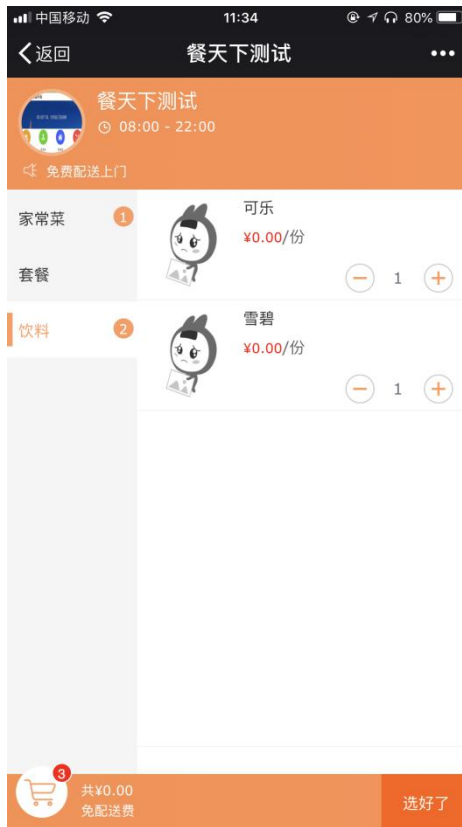 中国移动 11:34 80%
返回 餐天下测试
餐天下测试
08:00 - 22:00
免费配送上门
家常菜 1
套餐
饮料 2
可乐
¥0.00/份
1
雪碧
¥0.00/份
1
3
共¥0.00
免配送费
选好了